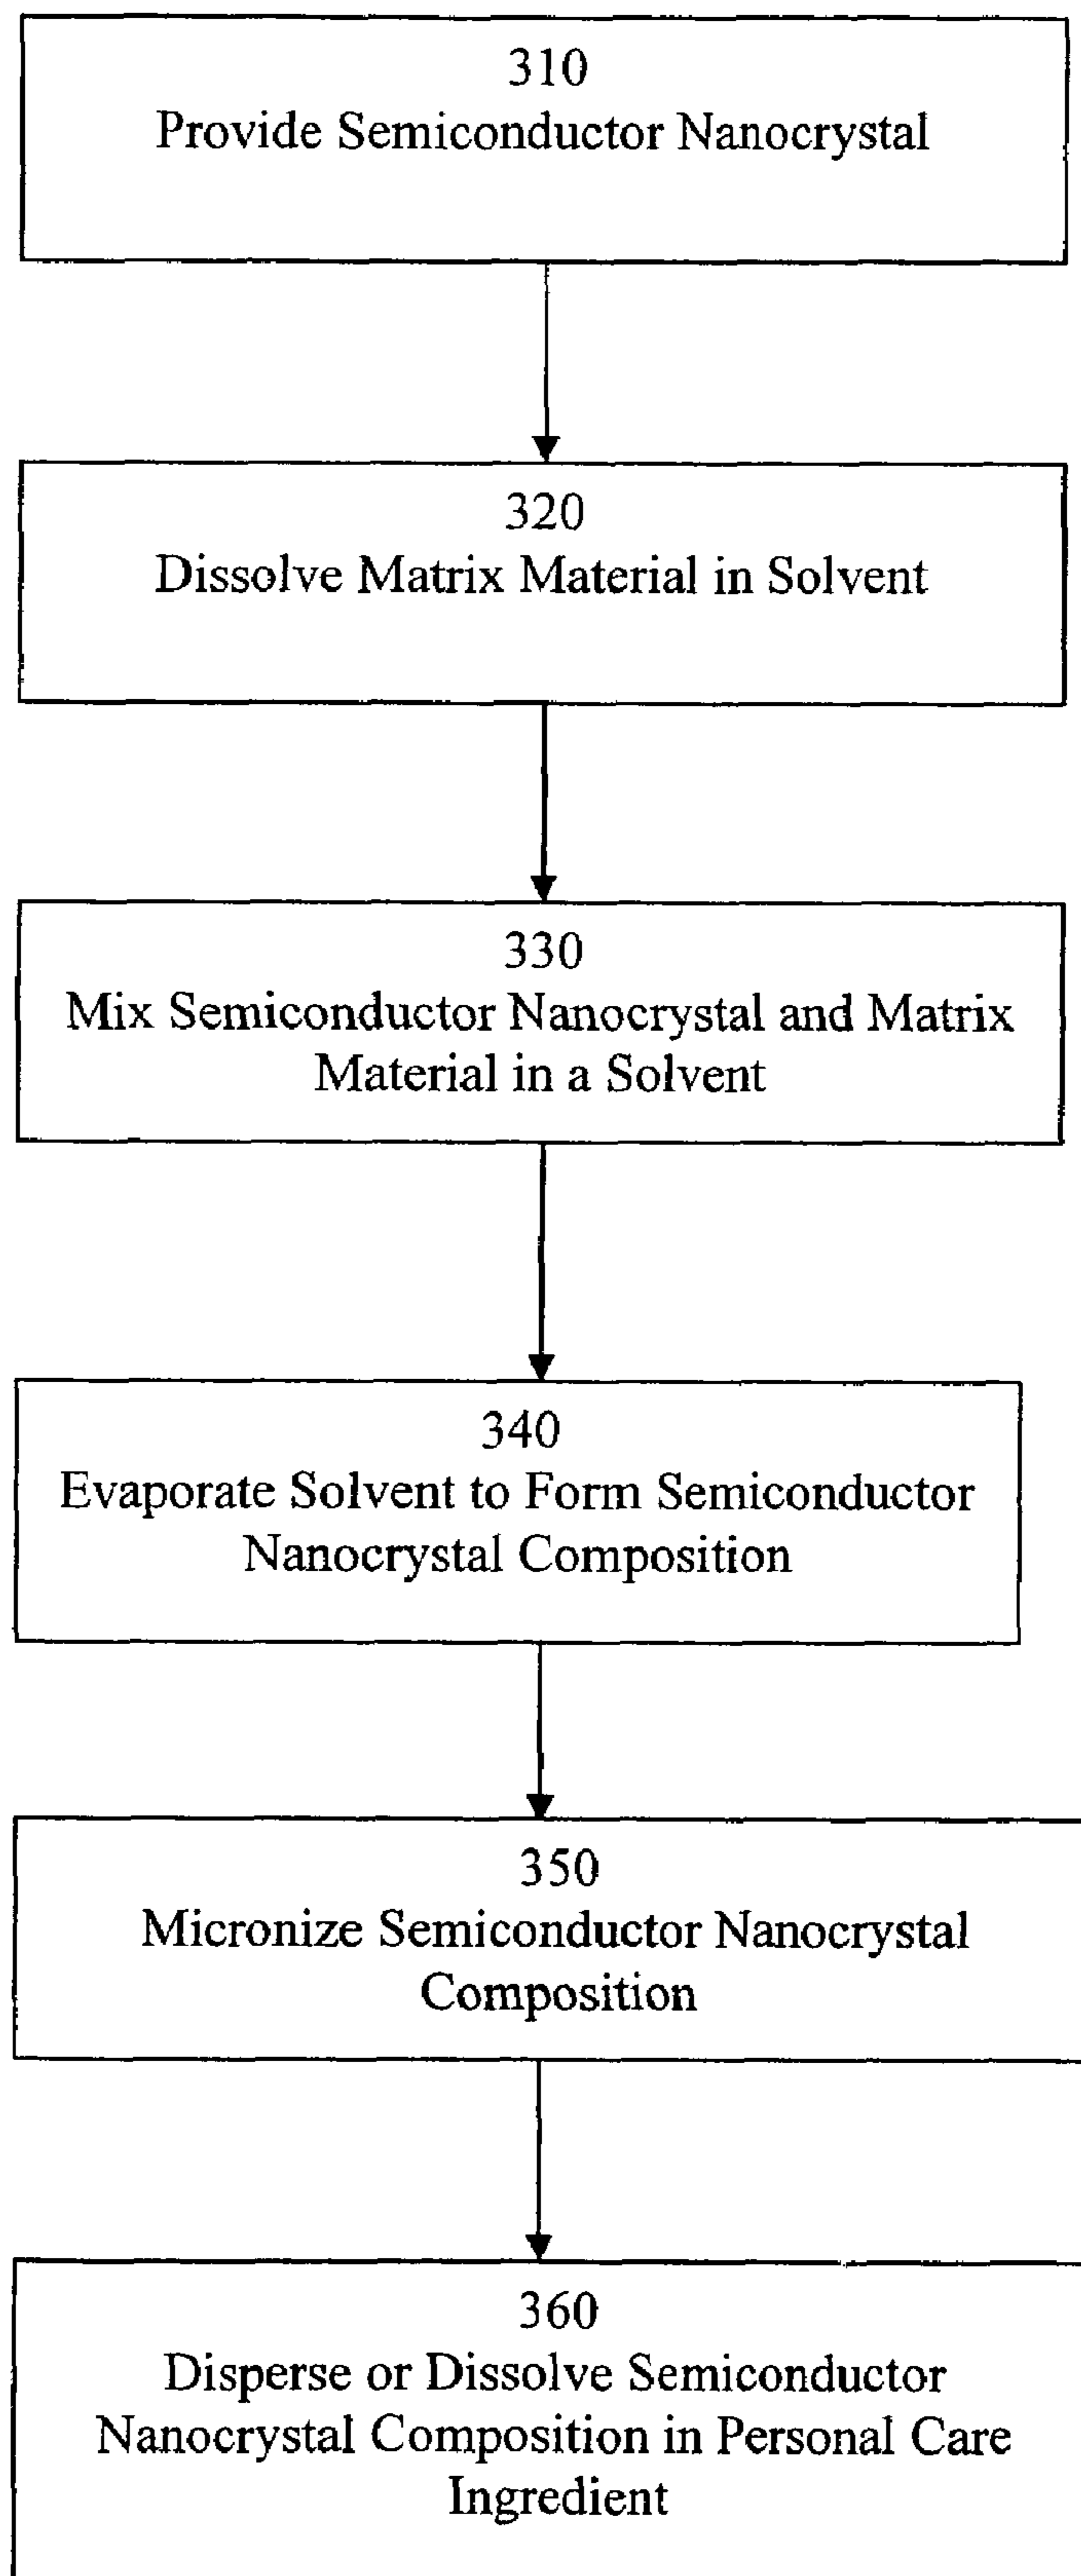 310
Provide Semiconductor Nanocrystal
320
Dissolve Matrix Material in Solvent
330
Mix Semiconductor Nanocrystal and Matrix
Material in a Solvent
340
Evaporate Solvent to Form Semiconductor
Nanocrystal Composition
350
Micronize Semiconductor Nanocrystal
Composition
360
Disperse or Dissolve Semiconductor
Nanocrystal Composition in Personal Care
Ingredient